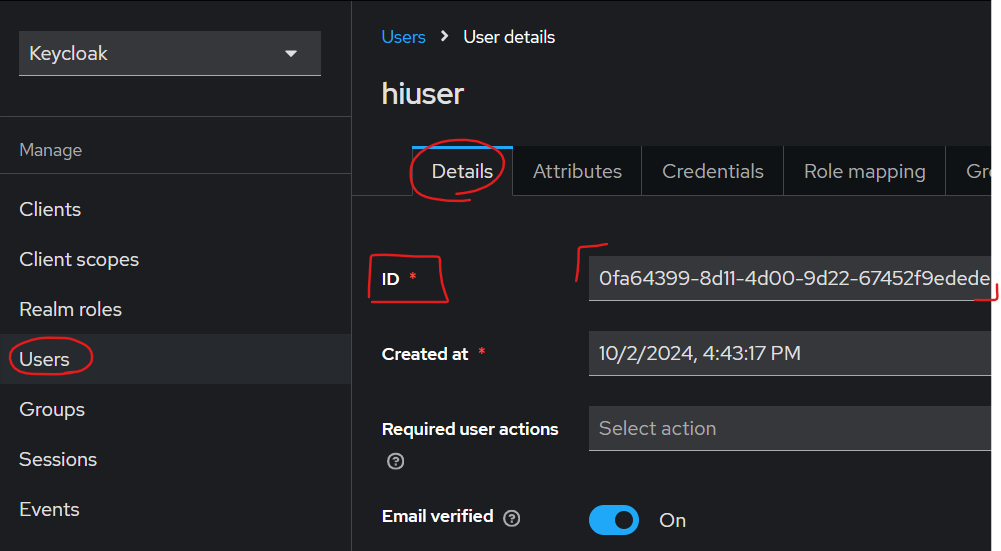 Keycloak
Manage
Clients
Client scopes
Realm roles
Users
Groups
Sessions
Events
Users > User details
hiuser
Details Attributes Credentials Role mapping Gr
ID *
0fa64399-8d11-4d00-9d22-67452f9edede
Created at *
10/2/2024, 4:43:17 PM
Required user actions
Select action
Email verified
On